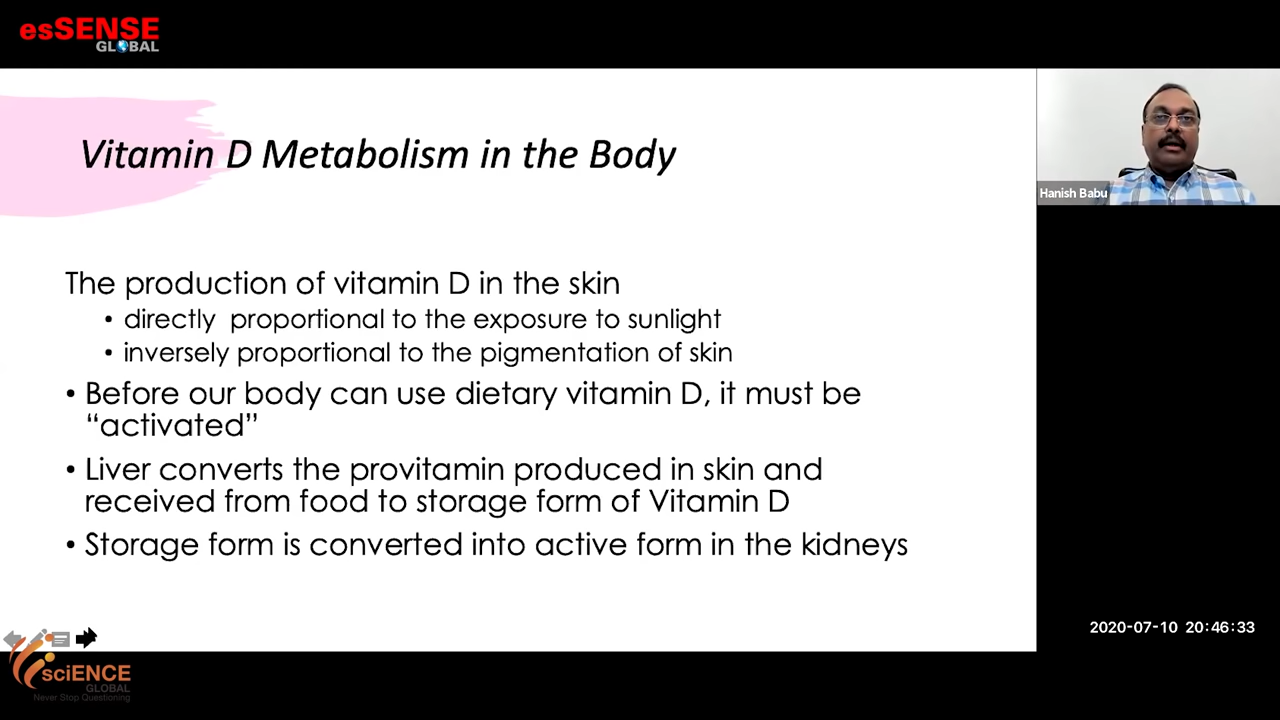 esSENSE
GLOBAL
Vitamin D Metabolism in the Body
Hanish Babu
The production of vitamin D in the skin
• directly  proportional to the exposure to sunlight
• inversely proportional to the pigmentation of skin
• Before our body can use dietary vitamin D, it must be
“activated”
• Liver converts the provitamin produced in skin and
received from food to storage form of Vitamin D
• Storage form is converted into active form in the kidneys
2020-07-10 20:46:33
sciENCE
GLOBAL
Never Stop Questioning